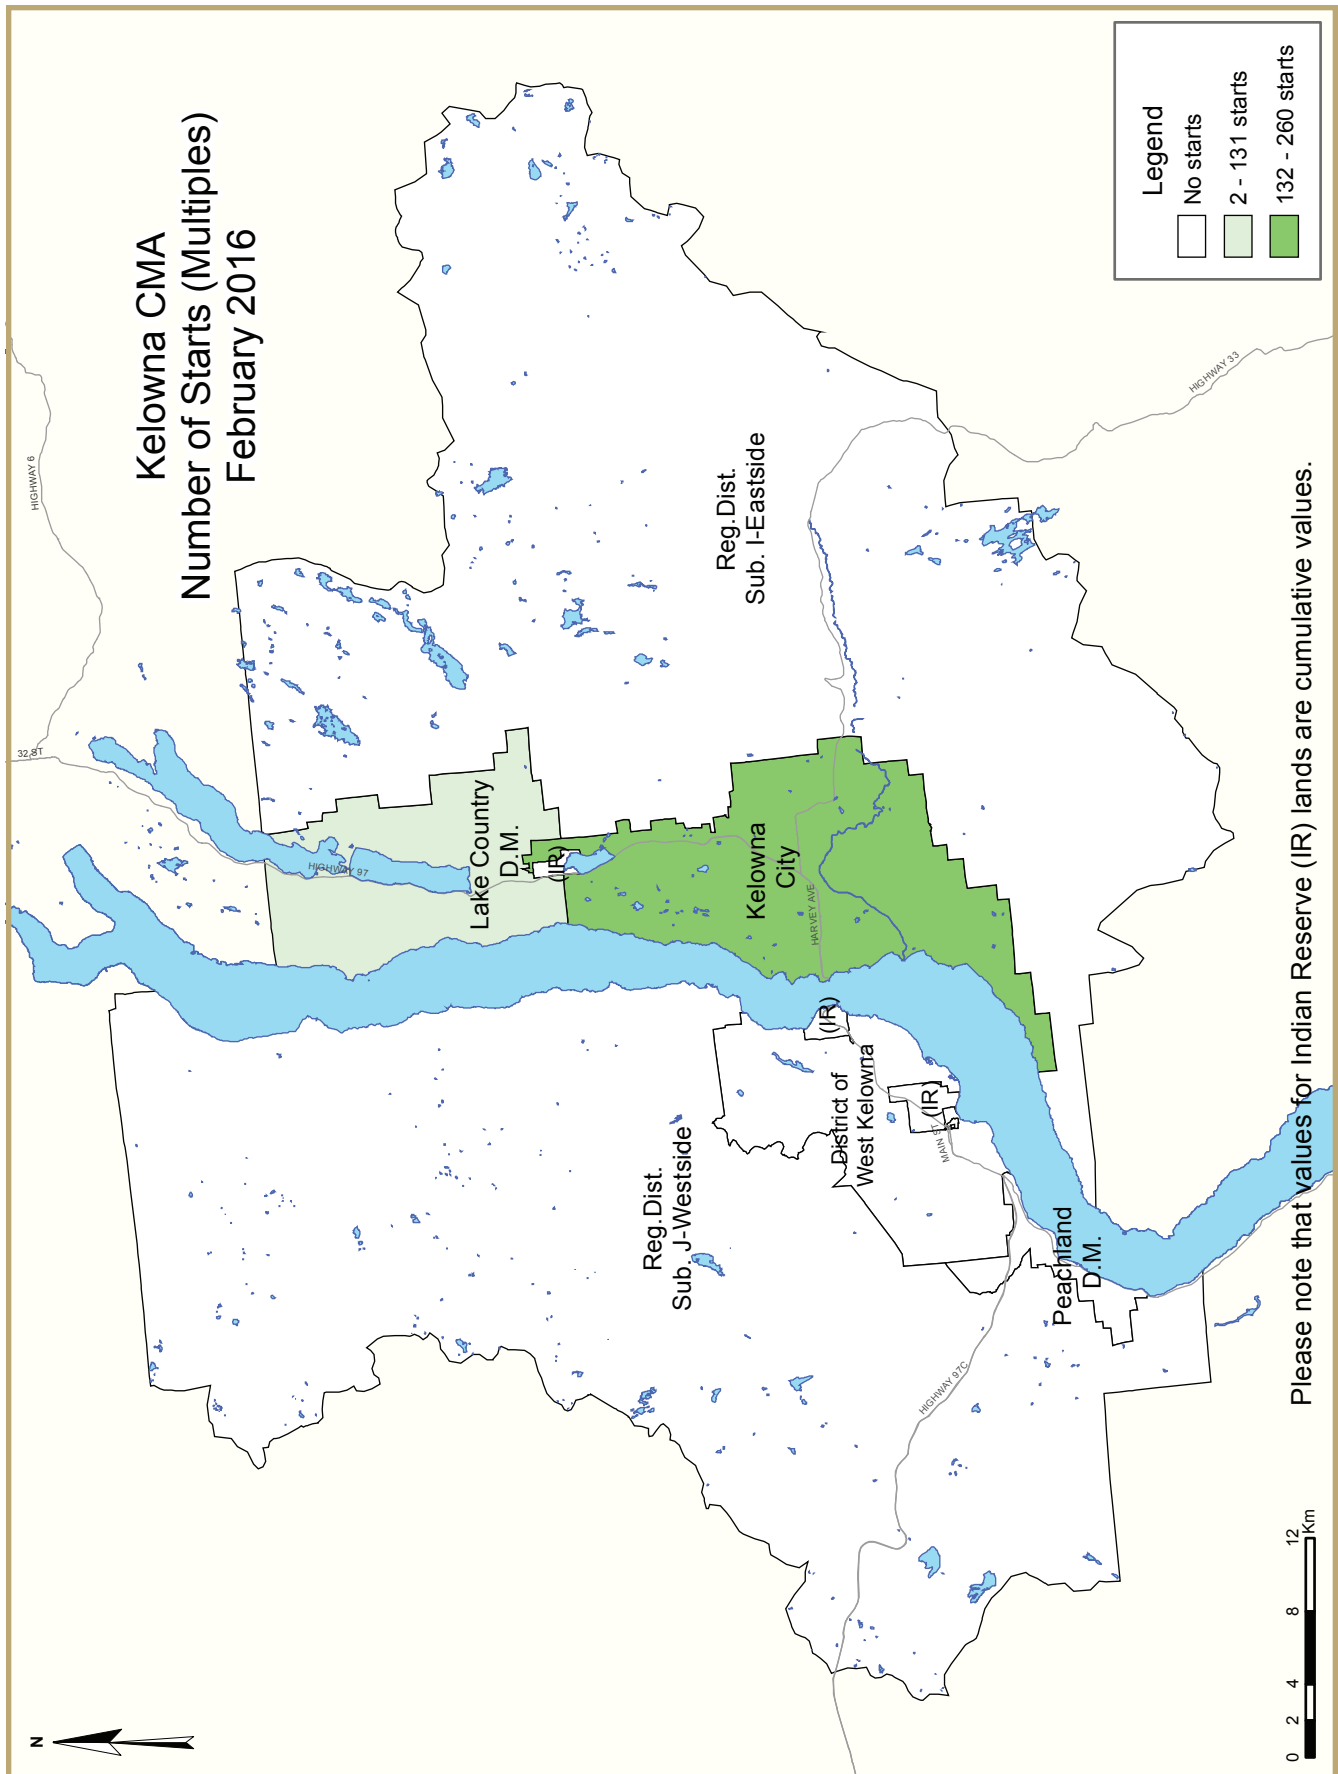 Kelowna CMA
Number of Starts (Multiples)
February 2016
Legend
No starts
2 - 131 starts
132 - 260 starts
HIGHWAY 6
32 ST
HIGHWAY 97
Lake Country
D.M.
(IR)
Reg.Dist.
Sub. I-Eastside
HIGHWAY 33
Kelowna
City
HARVEY AVE
(IR)
District of
West Kelowna
(IR)
MAIN ST
Reg.Dist.
Sub. J-Westside
Peachland
D.M.
HIGHWAY 97C
N
0 2 4 8 12
Km
Please note that values for Indian Reserve (IR) lands are cumulative values.